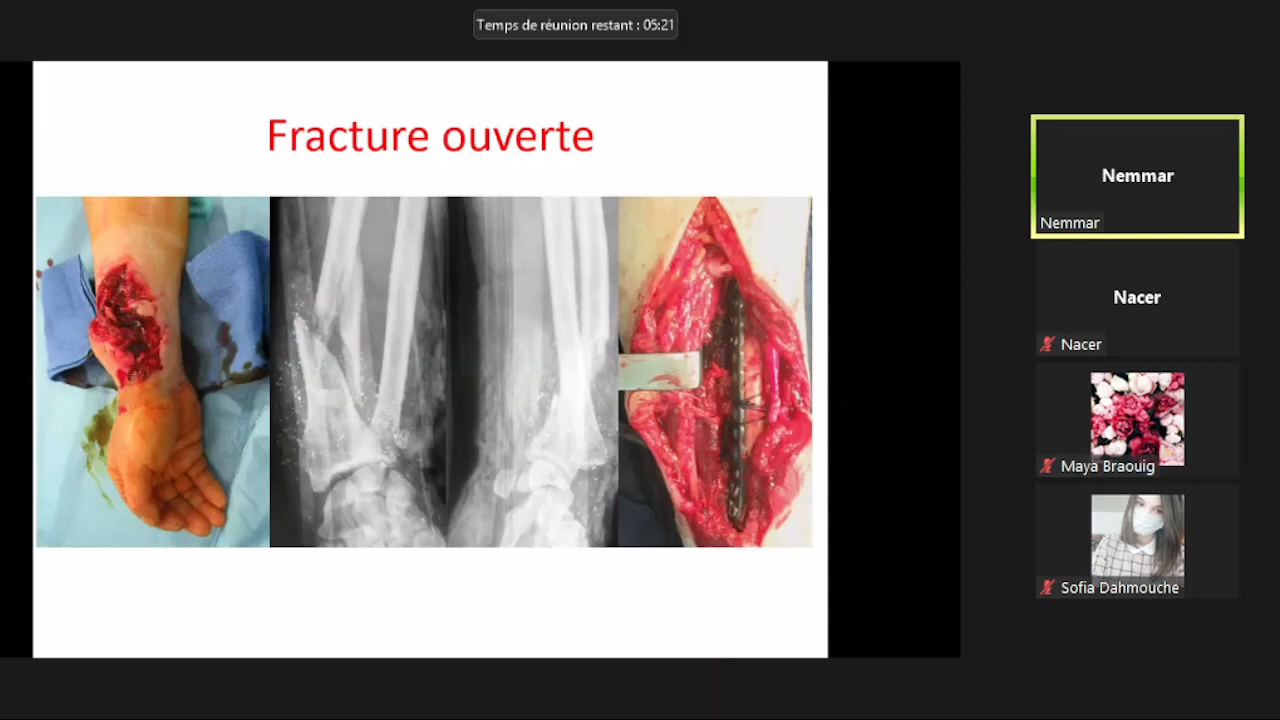 Temps de réunion restant : 05:21
Fracture ouverte
Nemmar
Nemmar
Nacer
Nacer
Maya Braouig
Sofia Dahmouche